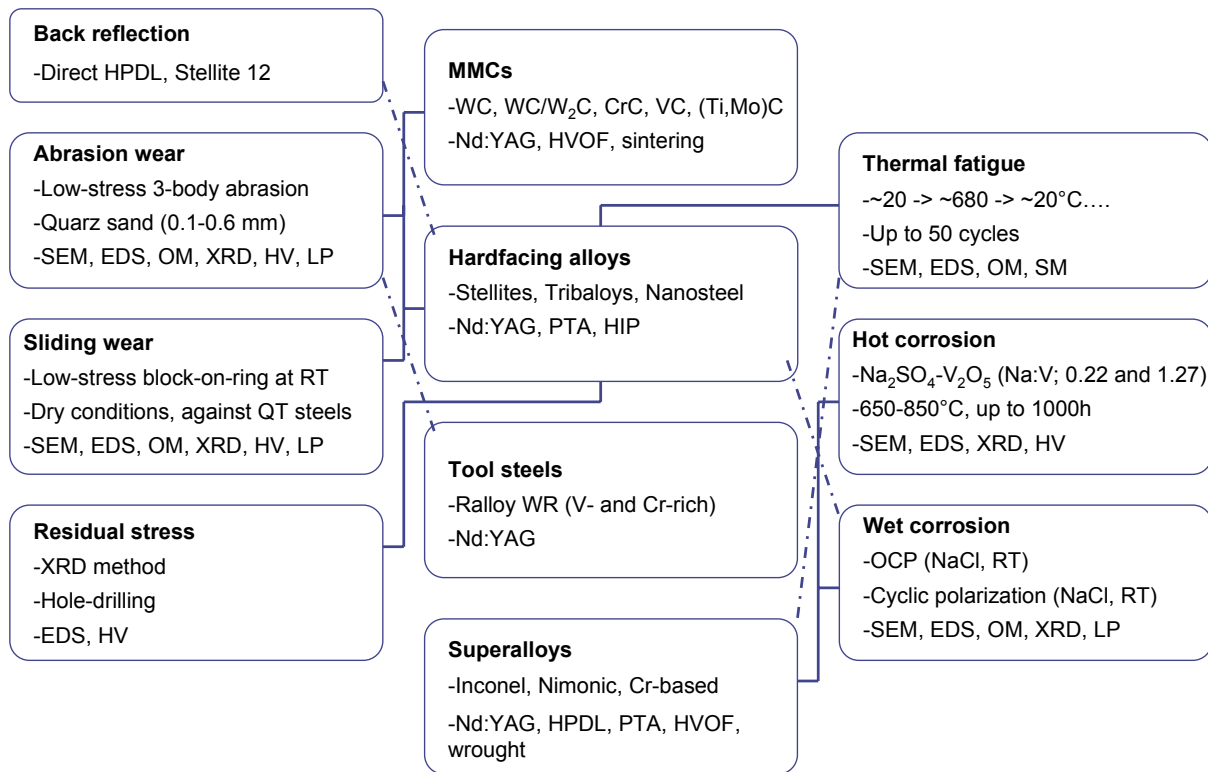 Back reflection
-Direct HPDL, Stellite 12
Abrasion wear
-Low-stress 3-body abrasion
-Quarz sand (0.1-0.6 mm)
-SEM, EDS, OM, XRD, HV, LP
Sliding wear
-Low-stress block-on-ring at RT
-Dry conditions, against QT steels
-SEM, EDS, OM, XRD, HV, LP
Residual stress
-XRD method
-Hole-drilling
-EDS, HV
MMCs
-WC, WC/W₂C, CrC, VC, (Ti,Mo)C
-Nd:YAG, HVOF, sintering
Hardfacing alloys
-Stellites, Tribaloys, Nanosteel
-Nd:YAG, PTA, HIP
Tool steels
-Ralloy WR (V- and Cr-rich)
-Nd:YAG
Superalloys
-Inconel, Nimonic, Cr-based
-Nd:YAG, HPDL, PTA, HVOF,
wrought
Thermal fatigue
-~20 -> ~680 -> ~20°C….
-Up to 50 cycles
-SEM, EDS, OM, SM
Hot corrosion
-Na₂SO₄-V₂O₅ (Na:V; 0.22 and 1.27)
-650-850°C, up to 1000h
-SEM, EDS, XRD, HV
Wet corrosion
-OCP (NaCl, RT)
-Cyclic polarization (NaCl, RT)
-SEM, EDS, OM, XRD, LP